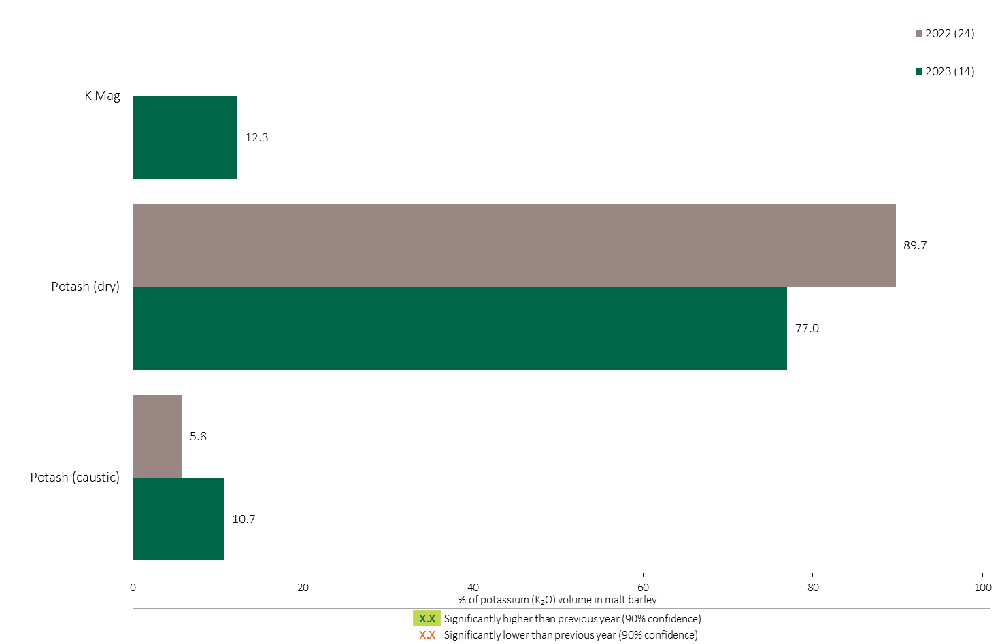 2022 (24)
2023 (14)
K Mag
12.3
89.7
Potash (dry)
77.0
5.8
Potash (caustic)
10.7
0 20 40 60 80 100
% of potassium (K₂O) volume in malt barley
X.X Significantly higher than previous year (90% confidence)
X.X Significantly lower than previous year (90% confidence)